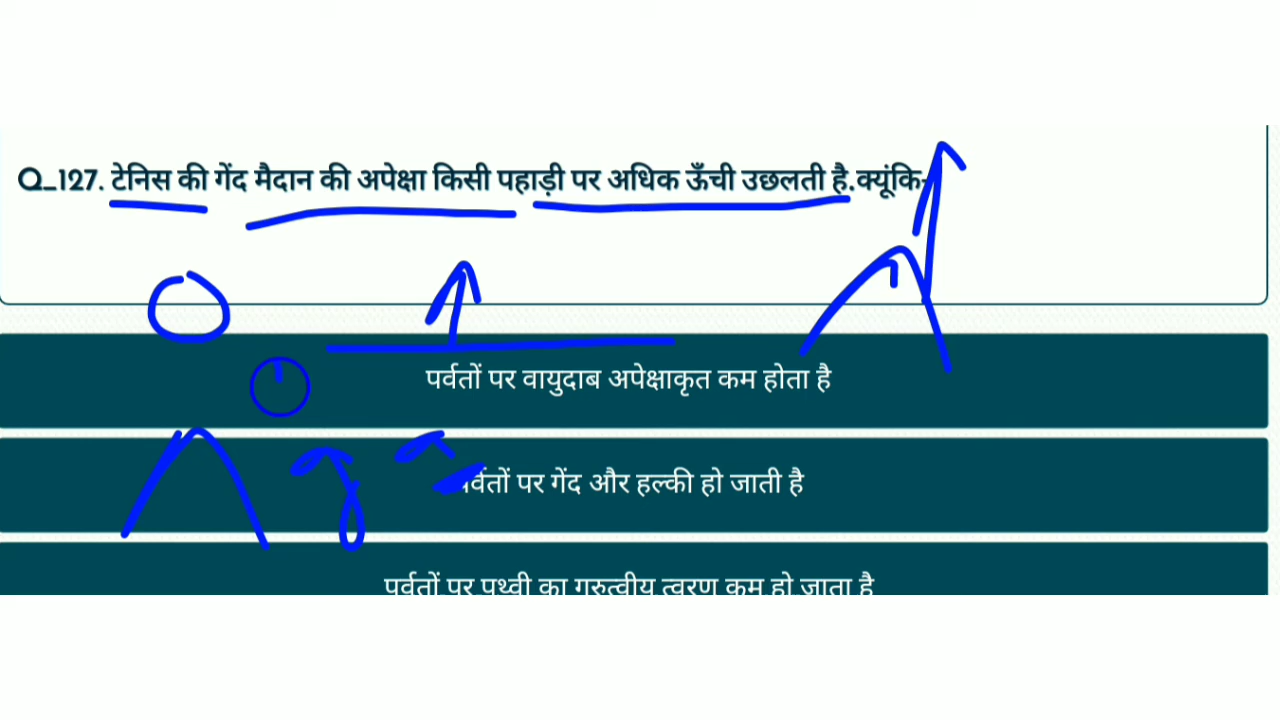 Q_127. टेनिस की गेंद मैदान की अपेक्षा किसी पहाड़ी पर अधिक ऊँची उछलती है.क्यूंकि-
पर्वतों पर वायुदाब अपेक्षाकृत कम होता है
पर्वतों पर गेंद और हल्की हो जाती है
पर्वतों पर पृथ्वी का गुरुत्वीय त्वरण कम हो जाता है